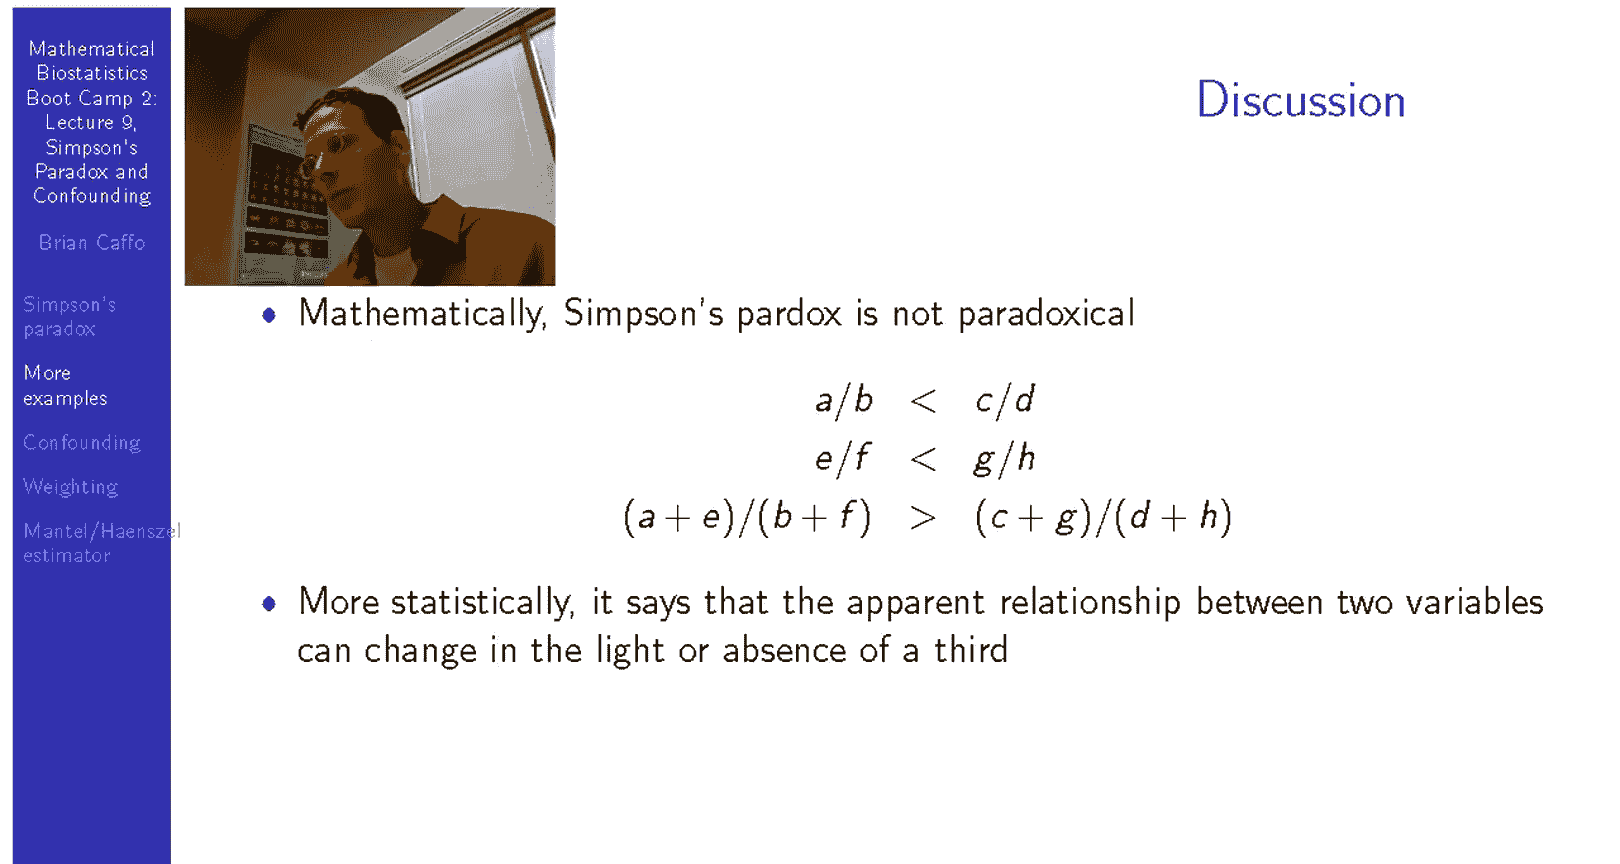 Mathematical
Biostatistics
Boot Camp 2:
Lecture 9,
Simpson's
Paradox and
Confounding
Brian Caffo
Simpson's
paradox
More
examples
Confounding
Weighting
Mantel/Haenszel
estimator
Discussion
• Mathematically, Simpson's pardox is not paradoxical
a/b < c/d
e/f < g/h
(a + e)/(b + f) > (c + g)/(d + h)
• More statistically, it says that the apparent relationship between two variables
can change in the light or absence of a third